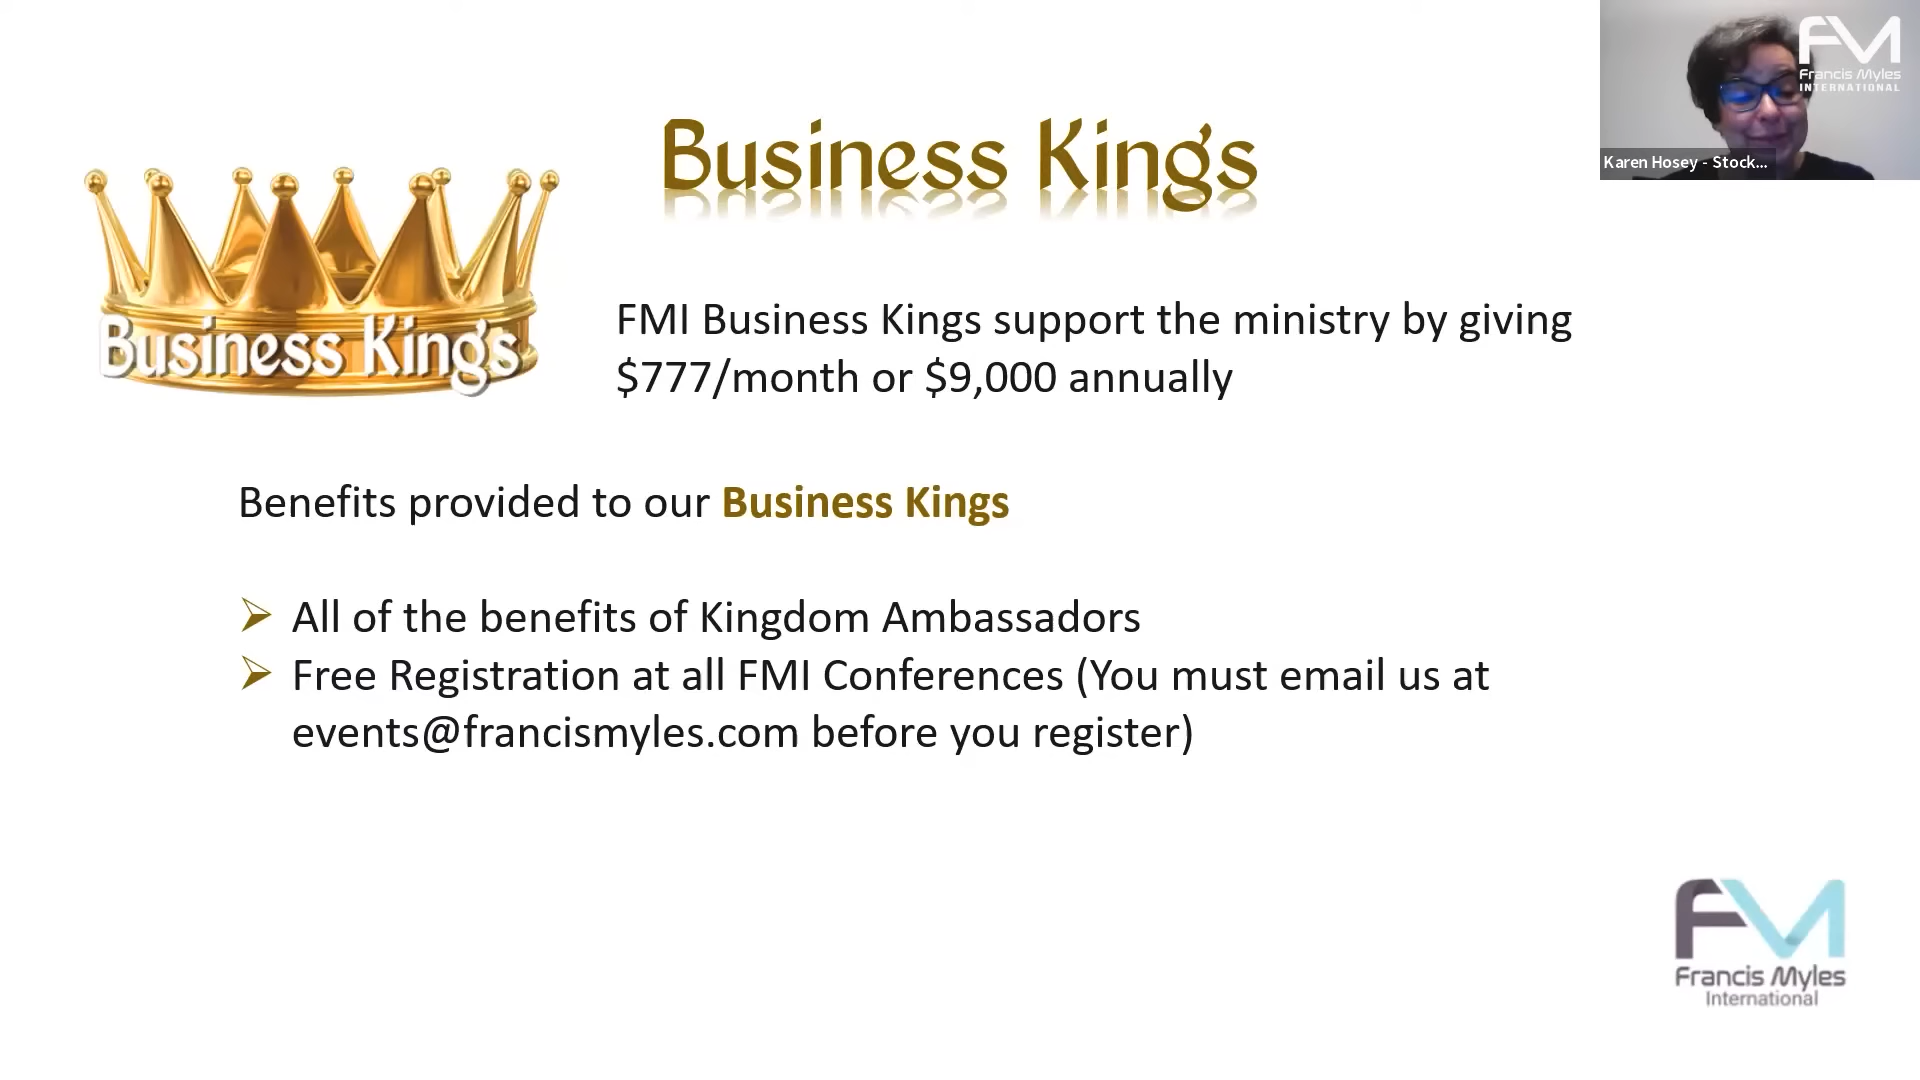 FM
Francis Myles
INTERNATIONAL
Karen Hosey - Stock...
Business Kings
Business Kings
FMI Business Kings support the ministry by giving
$777/month or $9,000 annually
Benefits provided to our Business Kings
➢ All of the benefits of Kingdom Ambassadors
➢ Free Registration at all FMI Conferences (You must email us at
events@francismyles.com before you register)
FM
Francis Myles
International